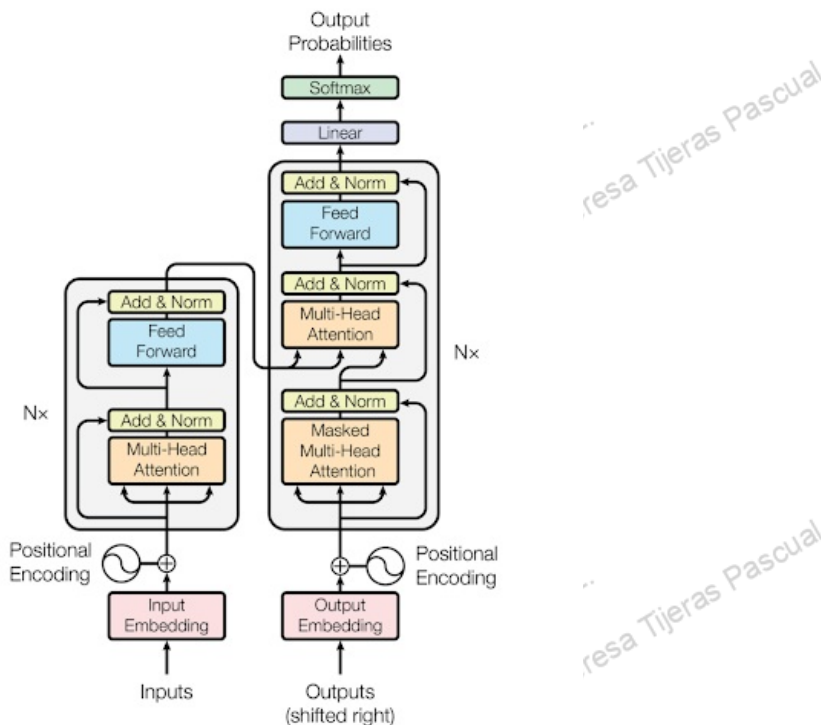 Output
Probabilities
Softmax
Linear
Add & Norm
Feed
Forward
Add & Norm
Multi-Head
Attention
Nx
Add & Norm
Masked
Multi-Head
Attention
Add & Norm
Feed
Forward
Nx
Add & Norm
Multi-Head
Attention
Positional
Encoding
Positional
Encoding
Input
Embedding
Output
Embedding
Inputs
Outputs
(shifted right)
Tijeras Pascual
Tijeras Pascual